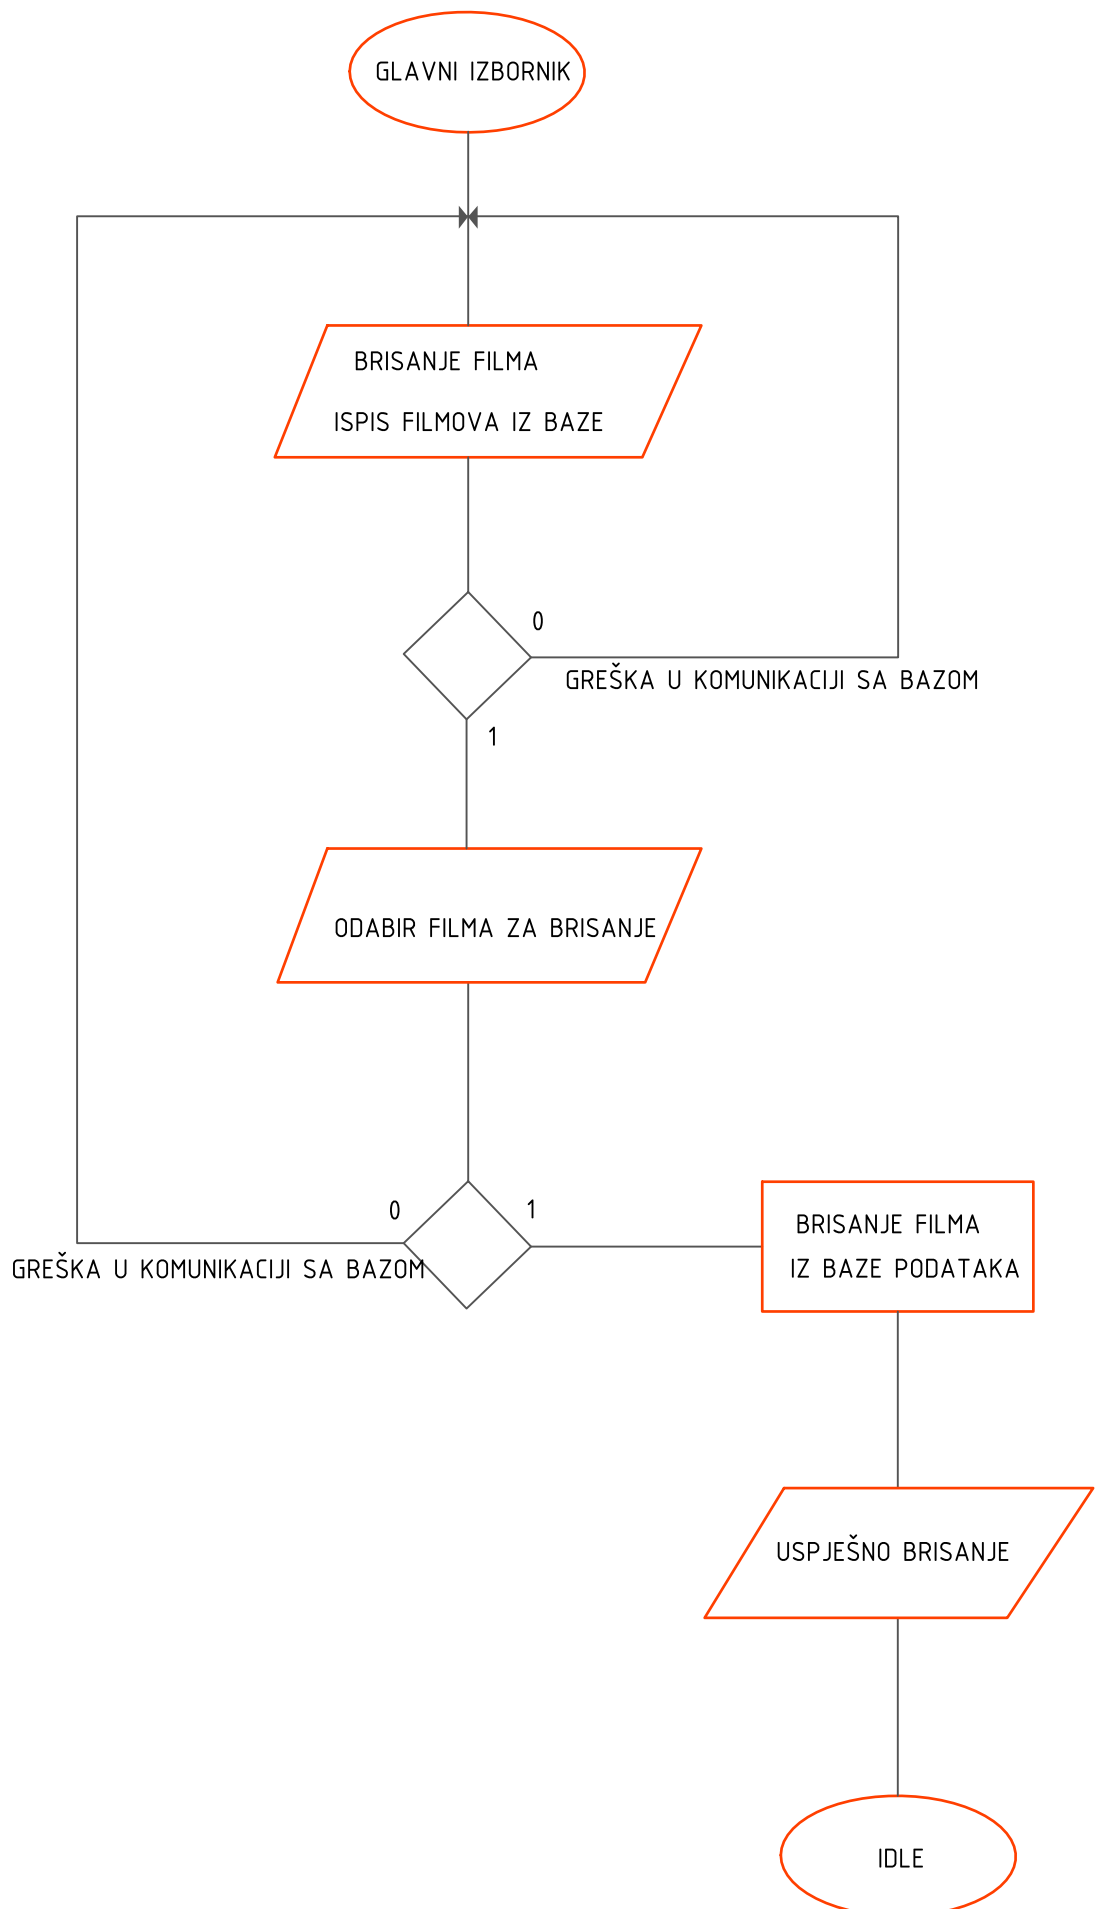 GLAVNI IZBORNIK
BRISANJE FILMA
ISPIS FILMOVA IZ BAZE
0
GREŠKA U KOMUNIKACIJI SA BAZOM
1
ODABIR FILMA ZA BRISANJE
0
1
GREŠKA U KOMUNIKACIJI SA BAZOM
BRISANJE FILMA
IZ BAZE PODATAKA
USPJEŠNO BRISANJE
IDLE